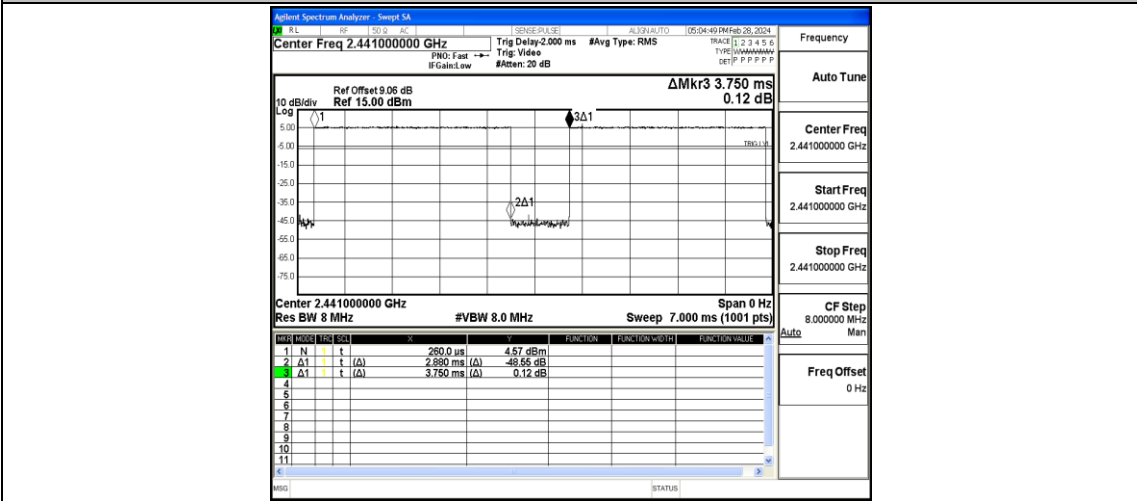 Agilent Spectrum Analyzer - Swept SA
RL RF 50 Ω AC SENSE:PULSE ALIGN AUTO 05:04:49 PM Feb 28, 2024
Center Freq 2.441000000 GHz
PNO: Fast
IFGain:Low
Trig Delay-2.000 ms
Trig: Video
#Atten: 20 dB
#Avg Type: RMS
TRACE 1 2 3 4 5 6
TYPE WWWWWW
DET P P P P P P
Frequency
Auto Tune
Center Freq
2.441000000 GHz
Start Freq
2.441000000 GHz
Stop Freq
2.441000000 GHz
CF Step
8.000000 MHz
Auto Man
Freq Offset
0 Hz
ΔMkr3 3.750 ms
0.12 dB
Ref Offset 9.06 dB
10 dB/div Ref 15.00 dBm
Log
1
3Δ1
2Δ1
TRIG LVL
5.00
-5.00
-15.0
-25.0
-35.0
-45.0
-55.0
-65.0
-75.0
Center 2.441000000 GHz Span 0 Hz
Res BW 8 MHz #VBW 8.0 MHz Sweep 7.000 ms (1001 pts)
MKR MODE TRC SCL X Y FUNCTION FUNCTION WIDTH FUNCTION VALUE
1 N 1 t 260.0 µs 4.57 dBm
2 Δ1 1 t (Δ) 2.880 ms (Δ) -48.55 dB
3 Δ1 1 t (Δ) 3.750 ms (Δ) 0.12 dB
4
5
6
7
8
9
10
11
MSG STATUS